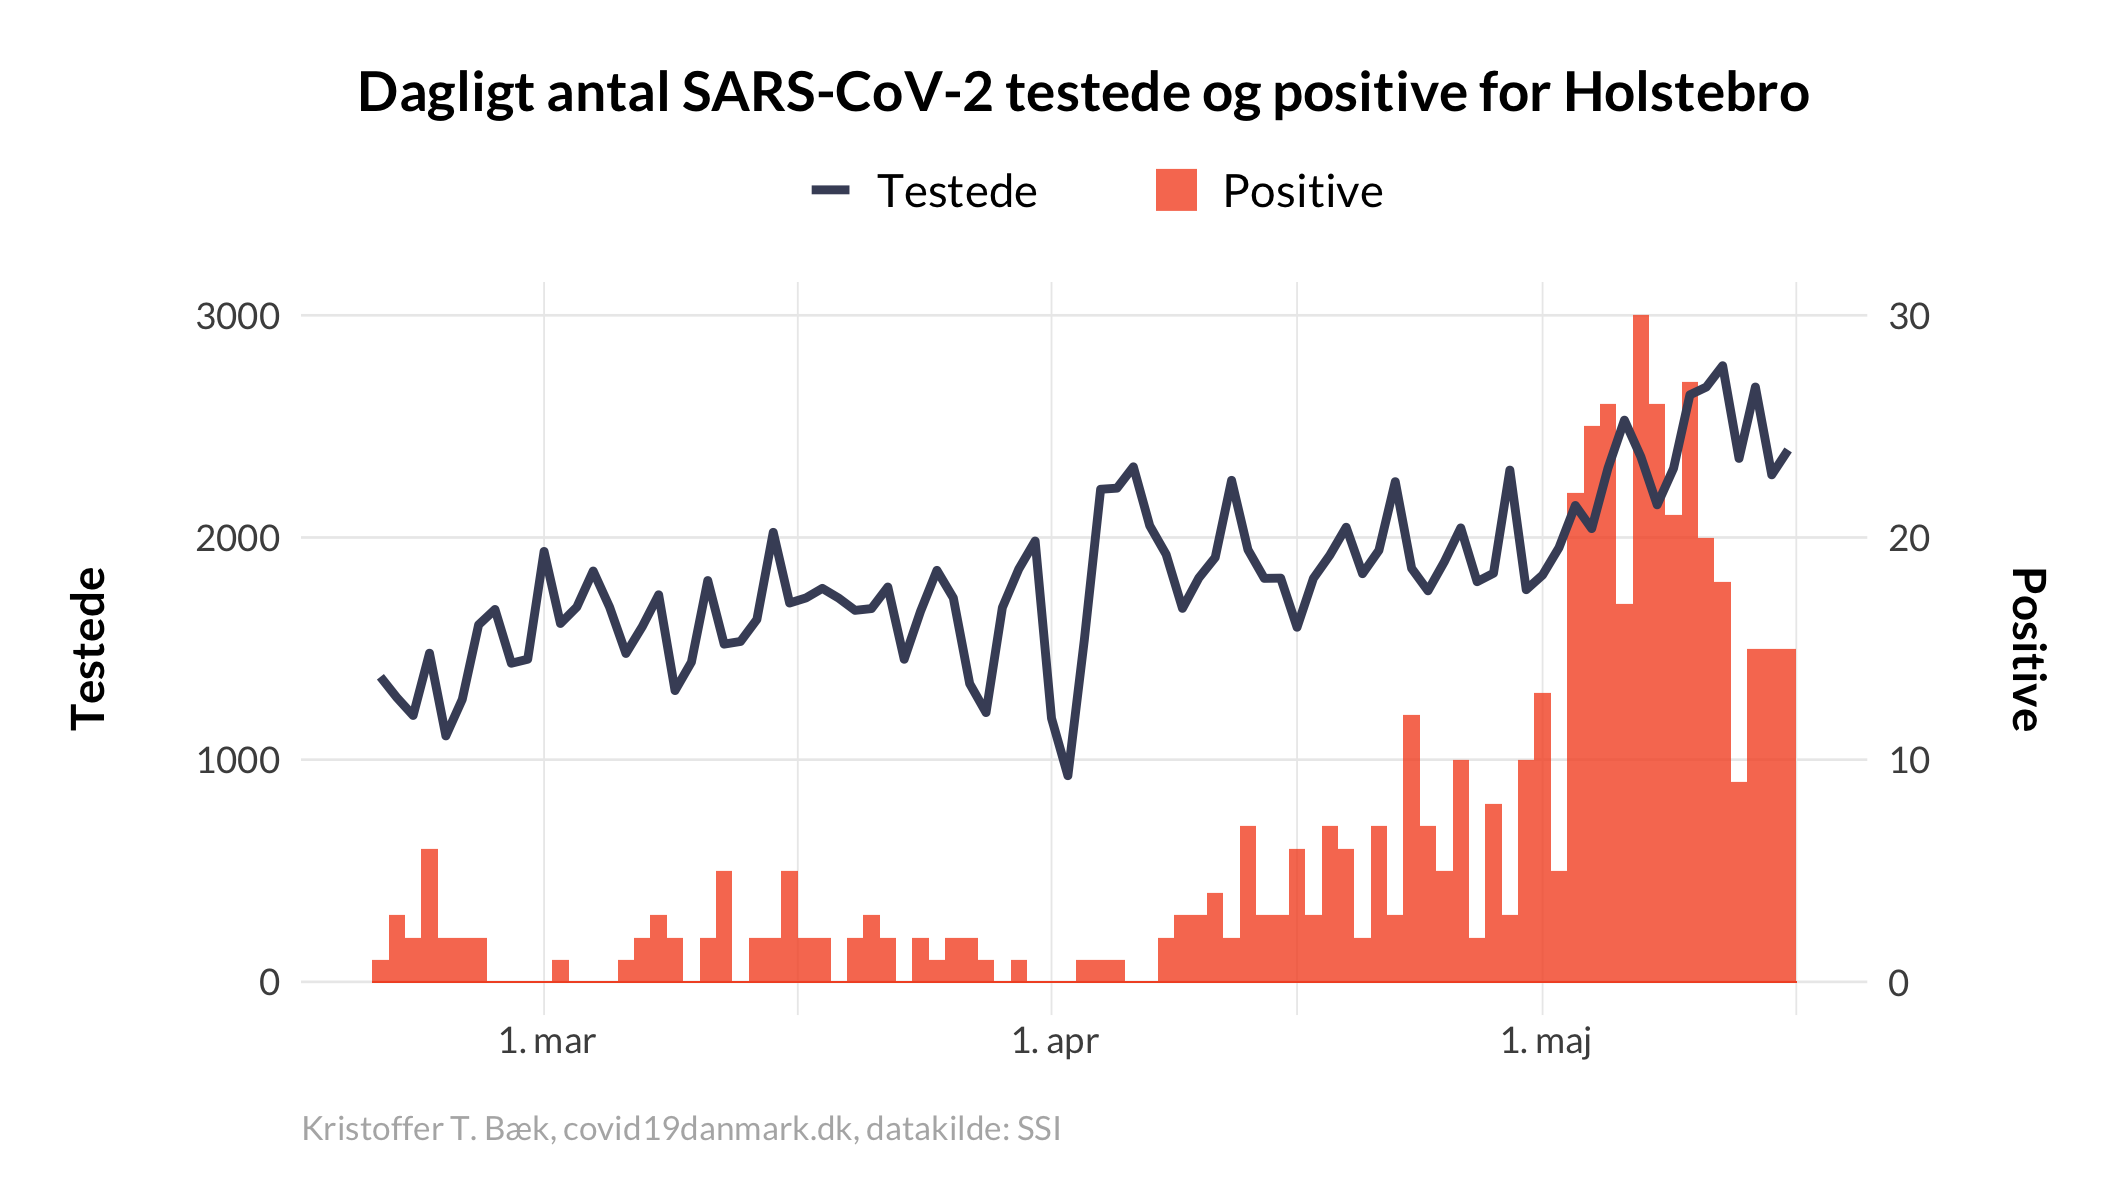 Dagligt antal SARS-CoV-2 testede og positive for Holstebro
Testede
Positive
3000
2000
1000
0
Testede
30
20
10
0
Positive
1. mar
1. apr
1. maj
Kristoffer T. Bæk, covid19danmark.dk, datakilde: SSI